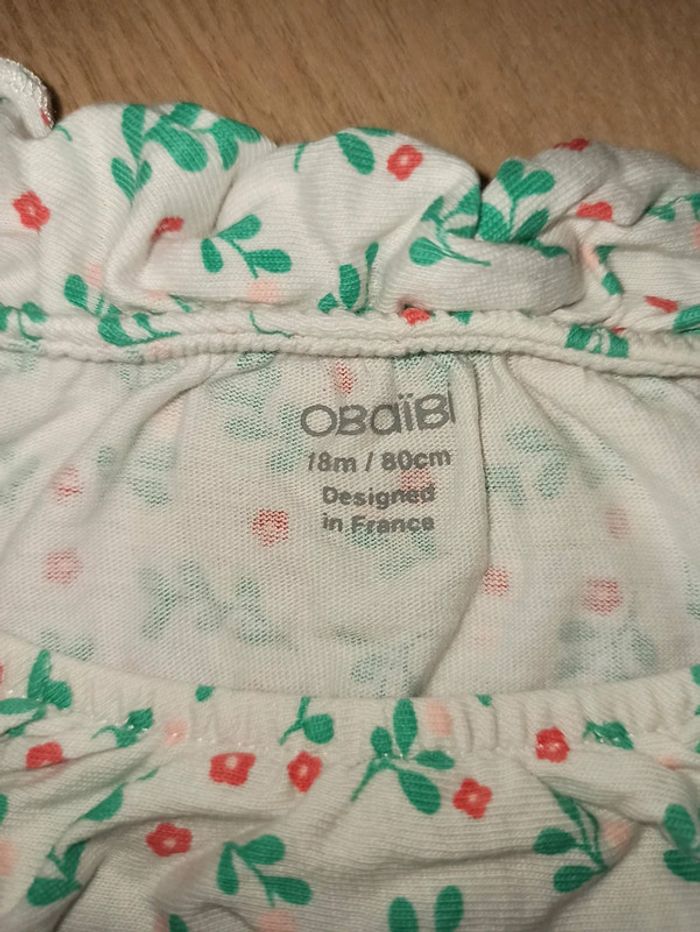 OBaïBi
18m / 80cm
Designed
in France